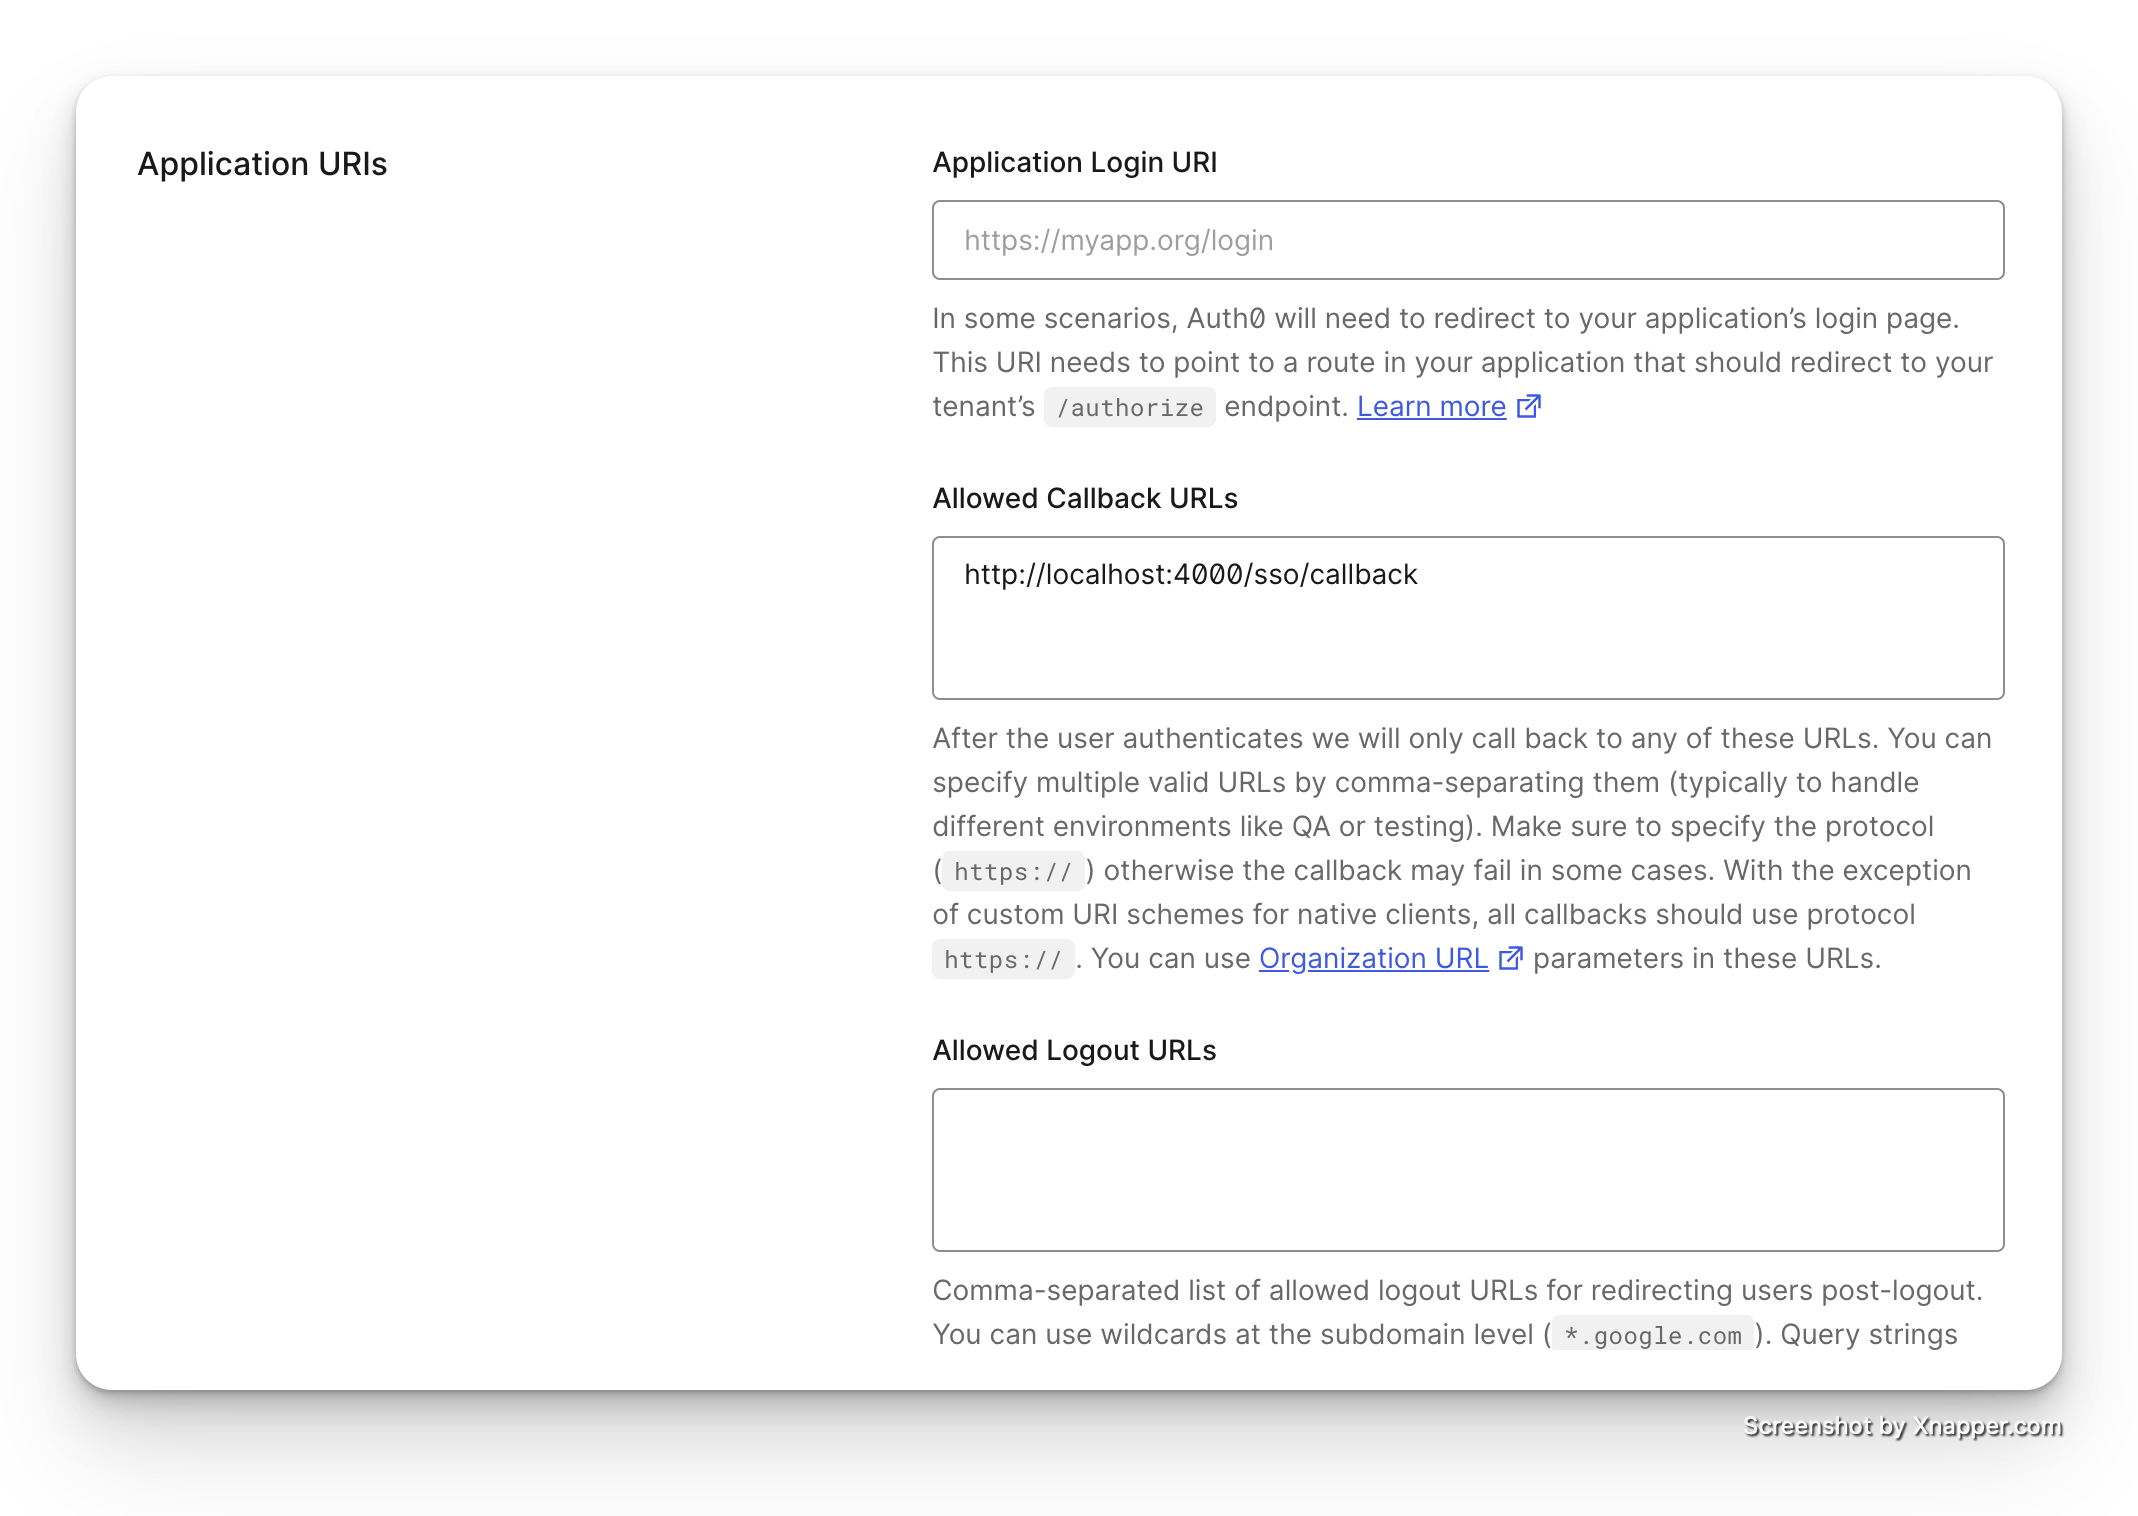 Application URIs
Application Login URI
https://myapp.org/login
In some scenarios, Auth0 will need to redirect to your application’s login page.
This URI needs to point to a route in your application that should redirect to your
tenant’s /authorize endpoint. Learn more
Allowed Callback URLs
http://localhost:4000/sso/callback
After the user authenticates we will only call back to any of these URLs. You can
specify multiple valid URLs by comma-separating them (typically to handle
different environments like QA or testing). Make sure to specify the protocol
( https:// ) otherwise the callback may fail in some cases. With the exception
of custom URI schemes for native clients, all callbacks should use protocol
https:// . You can use Organization URL parameters in these URLs.
Allowed Logout URLs
Comma-separated list of allowed logout URLs for redirecting users post-logout.
You can use wildcards at the subdomain level ( *.google.com ). Query strings
Screenshot by Xnapper.com